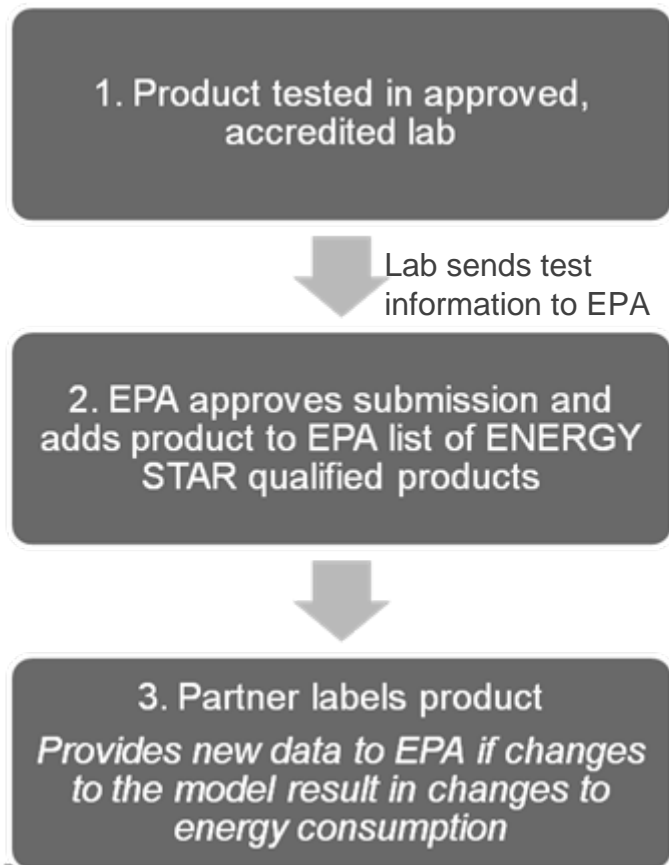 1. Product tested in approved,
accredited lab
Lab sends test
information to EPA
2. EPA approves submission and
adds product to EPA list of ENERGY
STAR qualified products
3. Partner labels product
Provides new data to EPA if changes
to the model result in changes to
energy consumption